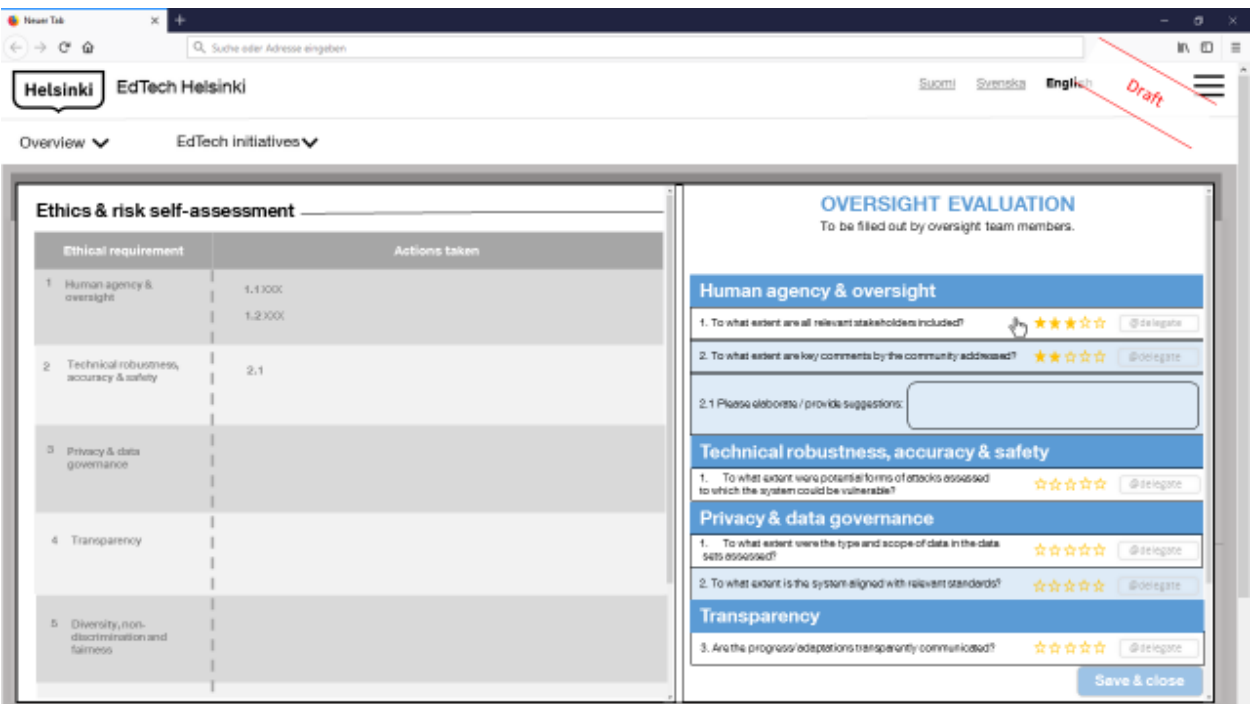 Neuer Tab
Suche oder Adresse eingeben
Helsinki
EdTech Helsinki
Suomi Svenska English
Draft
Overview
EdTech initiatives
Ethics & risk self-assessment
Ethical requirement Actions taken
1 Human agency &
oversight
1.1 XXX
1.2 XXX
2 Technical robustness,
accuracy & safety
2.1
3 Privacy & data
governance
4 Transparency
5 Diversity, non-
discrimination and
fairness
OVERSIGHT EVALUATION
To be filled out by oversight team members.
Human agency & oversight
1. To what extent are all relevant stakeholders included? @delegate
2. To what extent are key comments by the community addressed? @delegate
2.1 Please elaborate / provide suggestions:
Technical robustness, accuracy & safety
1. To what extent were potential forms of attacks assessed
to which the system could be vulnerable? @delegate
Privacy & data governance
1. To what extent were the type and scope of data in the data
sets assessed? @delegate
2. To what extent is the system aligned with relevant standards? @delegate
Transparency
3. Are the progress/adaptations transparently communicated? @delegate
Save & close